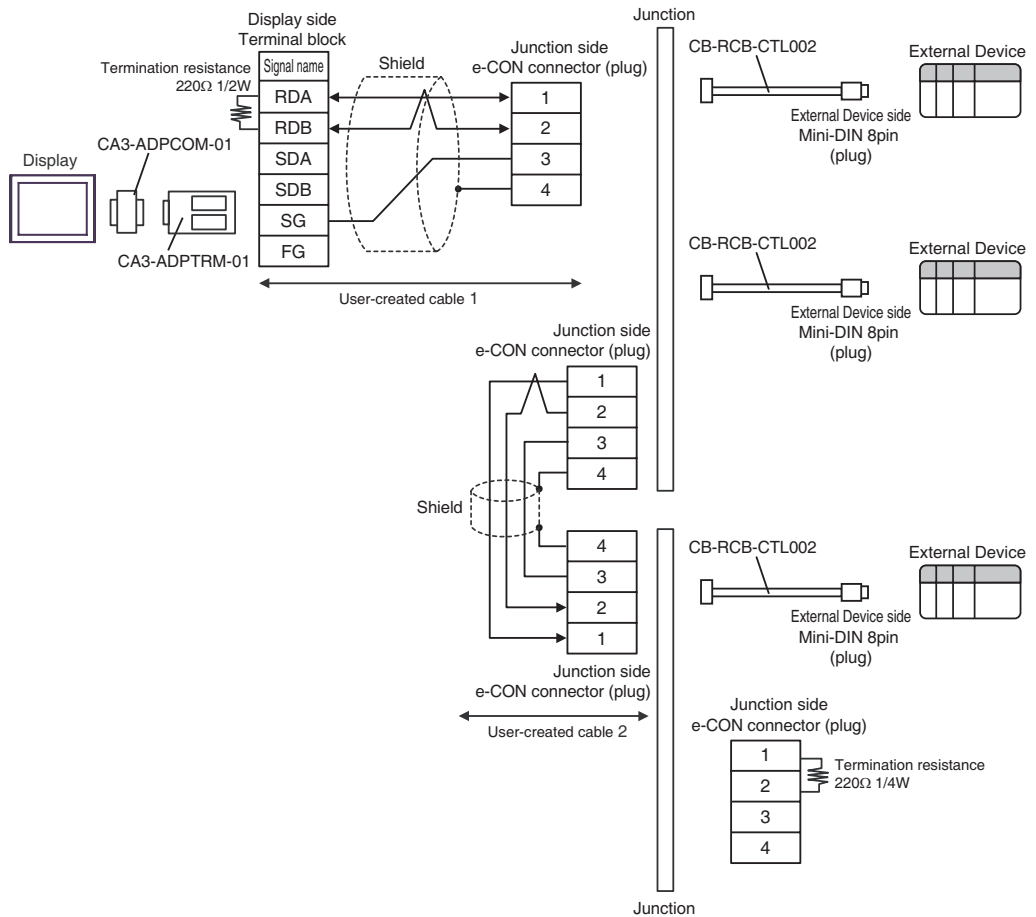 Junction
Display side
Terminal block
Termination resistance
220Ω 1/2W
Signal name
RDA
RDB
SDA
SDB
SG
FG
Shield
Junction side
e-CON connector (plug)
1
2
3
4
Display
CA3-ADPCOM-01
CA3-ADPTRM-01
User-created cable 1
CB-RCB-CTL002
External Device
External Device side
Mini-DIN 8pin
(plug)
CB-RCB-CTL002
External Device
External Device side
Mini-DIN 8pin
(plug)
Junction side
e-CON connector (plug)
1
2
3
4
Shield
4
3
2
1
Junction side
e-CON connector (plug)
User-created cable 2
CB-RCB-CTL002
External Device
External Device side
Mini-DIN 8pin
(plug)
Junction side
e-CON connector (plug)
1
2
3
4
Termination resistance
220Ω 1/4W
Junction